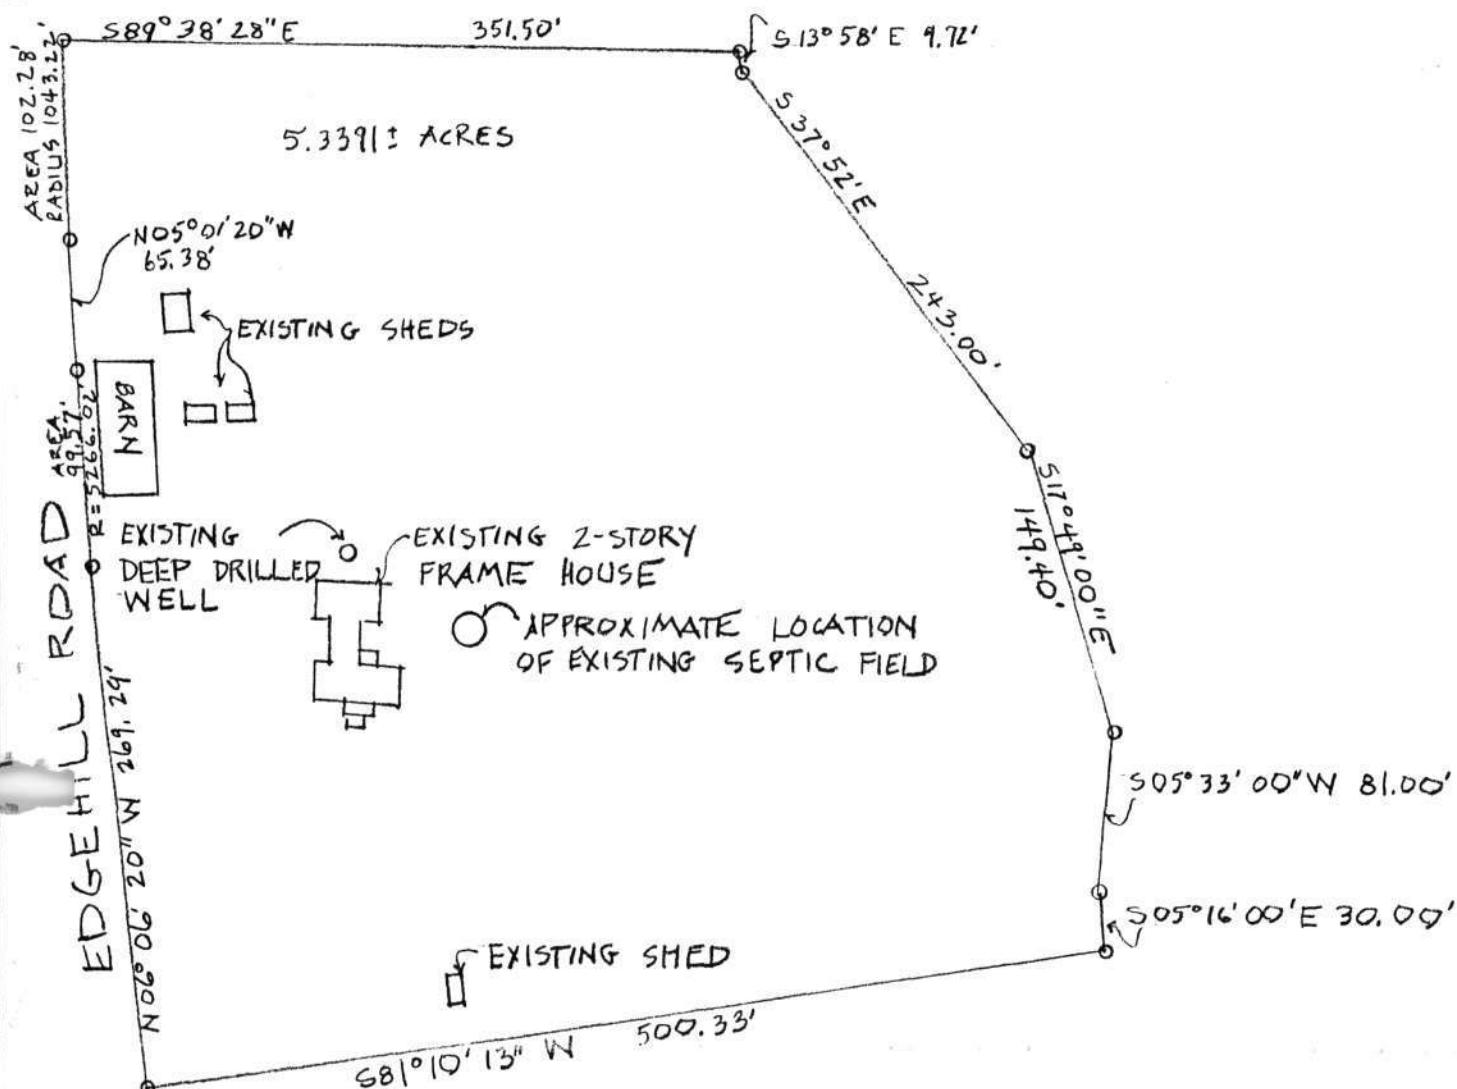 S89° 38' 28" E 351.50'
S 13° 58' E 9.72'
AREA 102.28'
RADIUS 1043.22'
5.3391± ACRES
S 37° 52' E
243.00'
N05° 01' 20" W
65.38'
EXISTING SHEDS
BARN
AREA
99.57'
R=5266.02'
S17° 49' 00" E
149.40'
EXISTING
DEEP DRILLED
WELL
EXISTING 2-STORY
FRAME HOUSE
APPROXIMATE LOCATION
OF EXISTING SEPTIC FIELD
EDGEHILL ROAD
N06° 06' 20" W 269.29'
S05° 33' 00" W 81.00'
S05° 16' 00' E 30.00'
EXISTING SHED
S81° 10' 13" W 500.33'